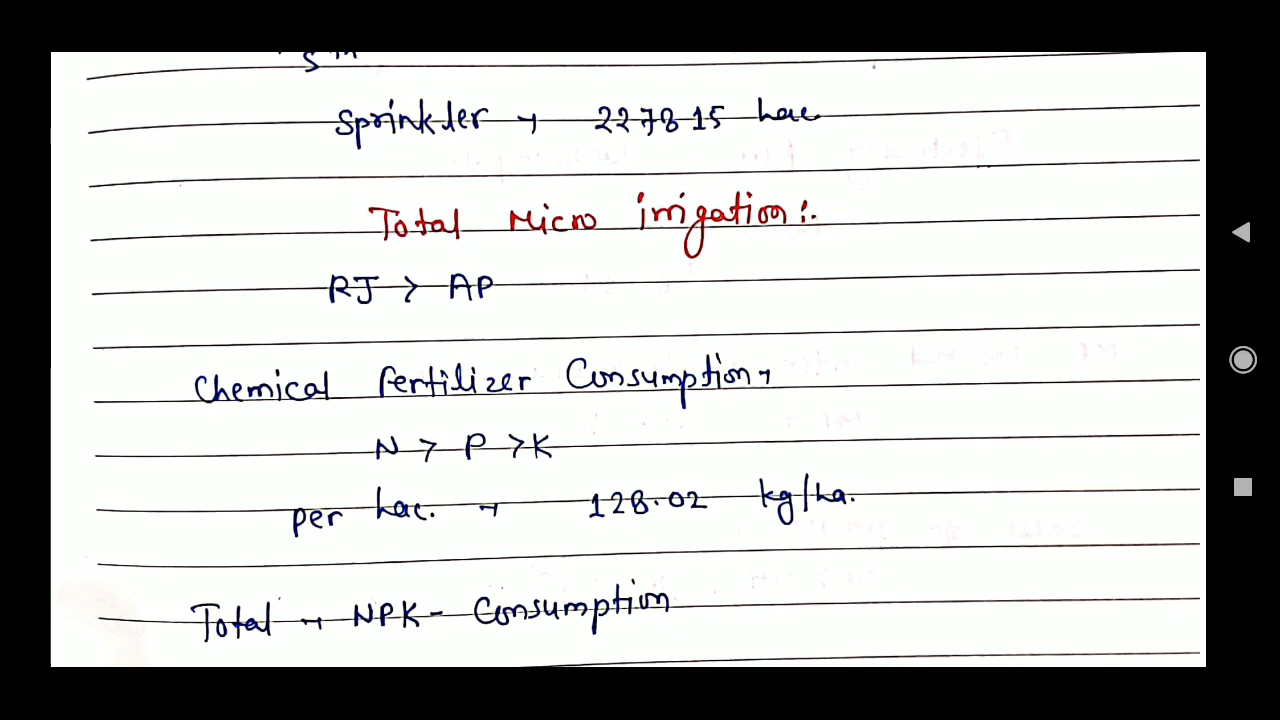 5th
Sprinkler → 227815 hac
Total Micro irrigation :-
RJ > AP
Chemical fertilizer Consumption →
N > P > K
per hac. → 128.02 kg/ha.
Total → NPK - Consumption